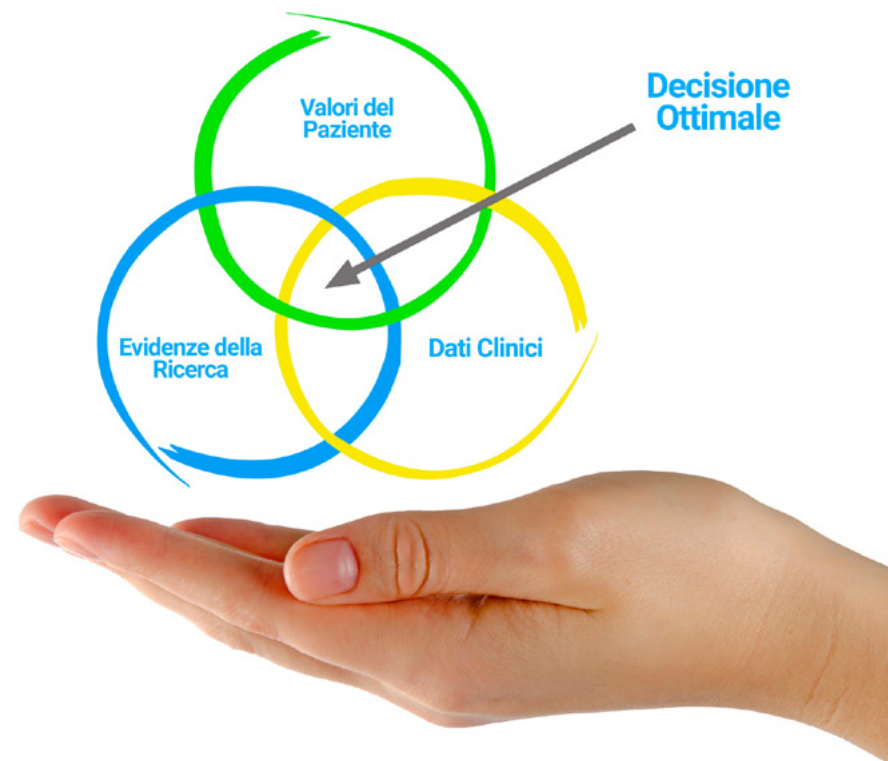 Valori del
Paziente
Decisione
Ottimale
Evidenze della
Ricerca
Dati Clinici